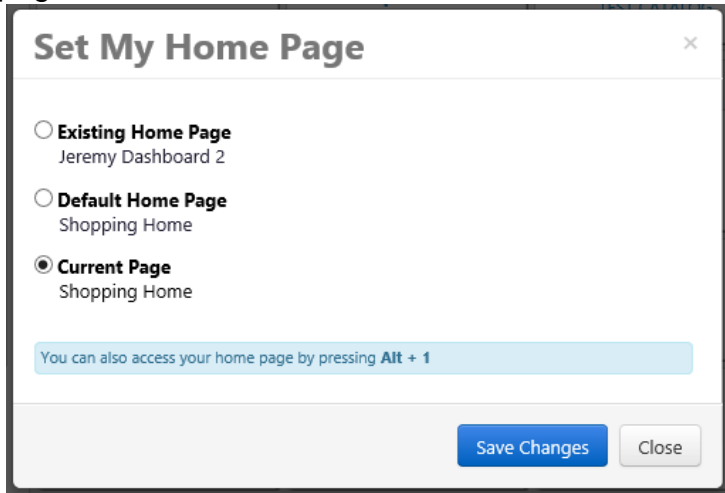 Set My Home Page
×
Existing Home Page
Jeremy Dashboard 2
Default Home Page
Shopping Home
Current Page
Shopping Home
You can also access your home page by pressing Alt + 1
Save Changes Close